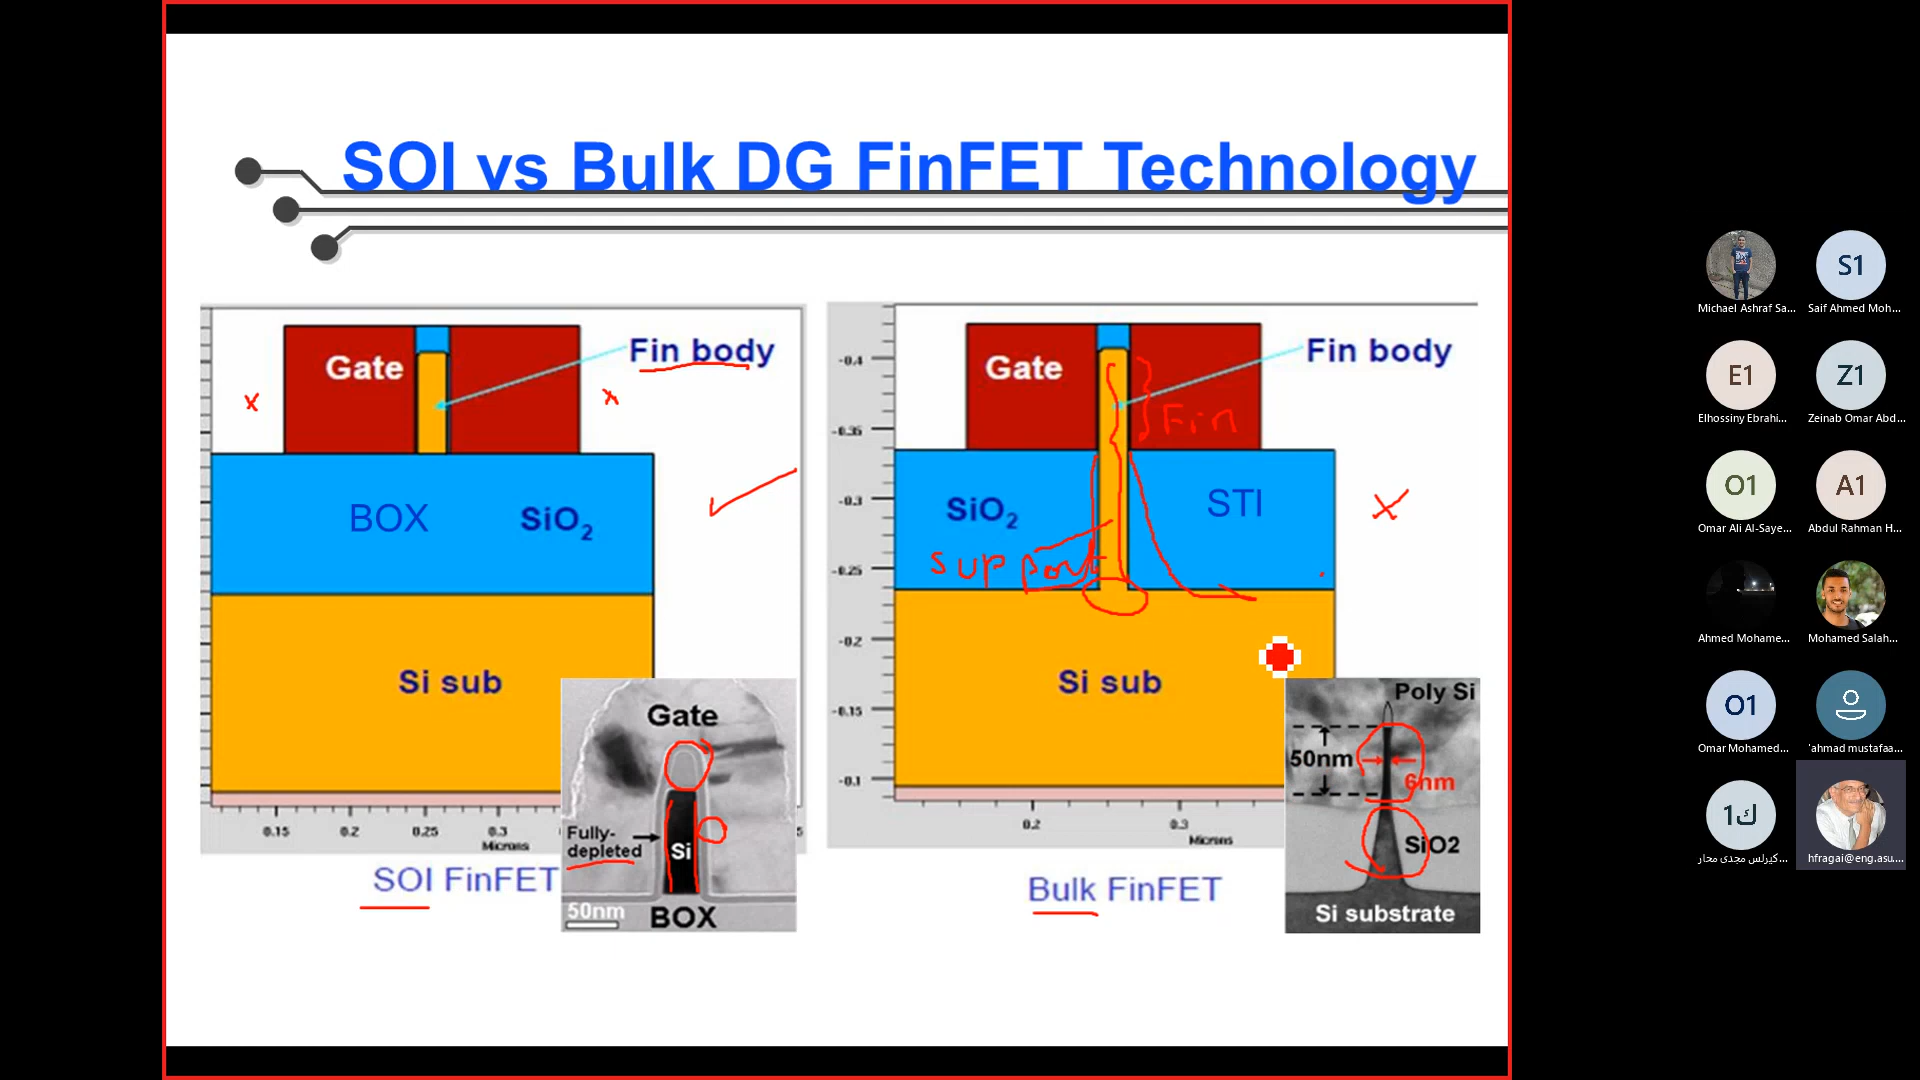 SOI vs Bulk DG FinFET Technology
Gate
Fin body
x
x
BOX
SiO2
Si sub
0.15
0.2
0.25
0.3
5
Microns
SOI FinFET
Gate
Fully-
depleted
Si
50nm
BOX
-0.4
-0.35
-0.3
-0.25
-0.2
-0.15
-0.1
Gate
Fin body
Fin
SiO2
STI
x
support
Si sub
0.2
0.3
Microns
Bulk FinFET
Poly Si
50nm
6nm
SiO2
Si substrate
Michael Ashraf Sa...
S1
Saif Ahmed Moh...
E1
Elhossiny Ebrahi...
Z1
Zeinab Omar Abd...
O1
Omar Ali Al-Saye...
A1
Abdul Rahman H...
Ahmed Mohame...
Mohamed Salah...
O1
Omar Mohamed...
'ahmad mustafaa...
ك1
كيرلس مجدى محار...
hfragai@eng.asu....